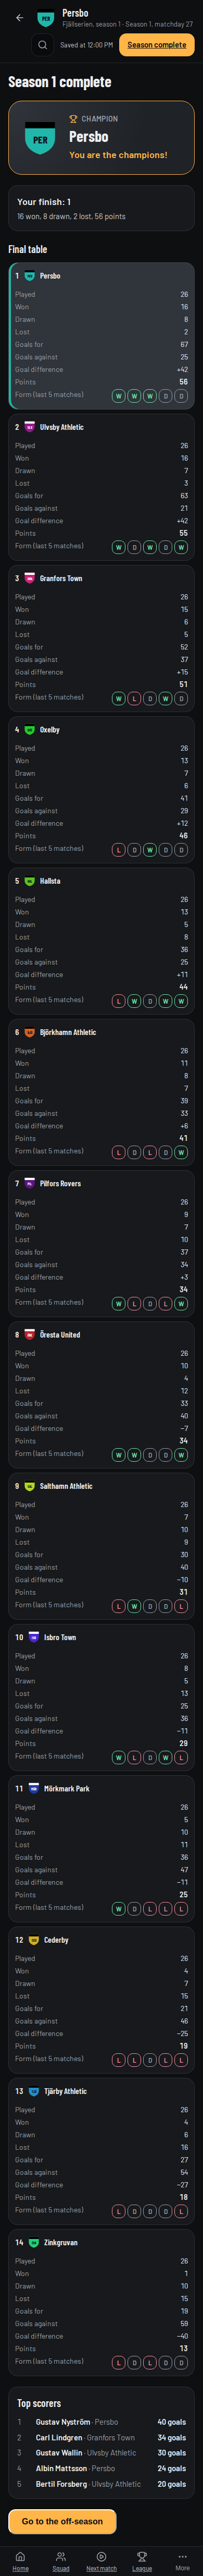 PER
Persbo
Fjällserien, season 1 · Season 1, matchday 27
Saved at 12:00 PM
Season complete
Season 1 complete
PER
CHAMPION
Persbo
You are the champions!
Your finish: 1
16 won, 8 drawn, 2 lost, 56 points
Final table
1 Persbo
Played 26
Won 16
Drawn 8
Lost 2
Goals for 67
Goals against 25
Goal difference +42
Points 56
Form (last 5 matches) W W W D D
2 Ulvsby Athletic
Played 26
Won 16
Drawn 7
Lost 3
Goals for 63
Goals against 21
Goal difference +42
Points 55
Form (last 5 matches) W D W D W
3 Granfors Town
Played 26
Won 15
Drawn 6
Lost 5
Goals for 52
Goals against 37
Goal difference +15
Points 51
Form (last 5 matches) W L D W D
4 Oxelby
Played 26
Won 13
Drawn 7
Lost 6
Goals for 41
Goals against 29
Goal difference +12
Points 46
Form (last 5 matches) L D W D D
5 Hallsta
Played 26
Won 13
Drawn 5
Lost 8
Goals for 36
Goals against 25
Goal difference +11
Points 44
Form (last 5 matches) L W D W W
6 Björkhamn Athletic
Played 26
Won 11
Drawn 8
Lost 7
Goals for 39
Goals against 33
Goal difference +6
Points 41
Form (last 5 matches) L D L D W
7 Pilfors Rovers
Played 26
Won 9
Drawn 7
Lost 10
Goals for 37
Goals against 34
Goal difference +3
Points 34
Form (last 5 matches) W L D L W
8 Öresta United
Played 26
Won 10
Drawn 4
Lost 12
Goals for 33
Goals against 40
Goal difference −7
Points 34
Form (last 5 matches) W W D D W
9 Salthamn Athletic
Played 26
Won 7
Drawn 10
Lost 9
Goals for 30
Goals against 40
Goal difference −10
Points 31
Form (last 5 matches) L W D D L
10 Isbro Town
Played 26
Won 8
Drawn 5
Lost 13
Goals for 25
Goals against 36
Goal difference −11
Points 29
Form (last 5 matches) W L D W L
11 Mörkmark Park
Played 26
Won 5
Drawn 10
Lost 11
Goals for 36
Goals against 47
Goal difference −11
Points 25
Form (last 5 matches) W D L L L
12 Cederby
Played 26
Won 4
Drawn 7
Lost 15
Goals for 21
Goals against 46
Goal difference −25
Points 19
Form (last 5 matches) L L D L L
13 Tjärby Athletic
Played 26
Won 4
Drawn 6
Lost 16
Goals for 27
Goals against 54
Goal difference −27
Points 18
Form (last 5 matches) L D D D L
14 Zinkgruvan
Played 26
Won 1
Drawn 10
Lost 15
Goals for 19
Goals against 59
Goal difference −40
Points 13
Form (last 5 matches) L D L D D
Top scorers
1 Gustav Nyström · Persbo 40 goals
2 Carl Lindgren · Granfors Town 34 goals
3 Gustav Wallin · Ulvsby Athletic 30 goals
4 Albin Mattsson · Persbo 24 goals
5 Bertil Forsberg · Ulvsby Athletic 20 goals
Go to the off-season
Home Squad Next match League More